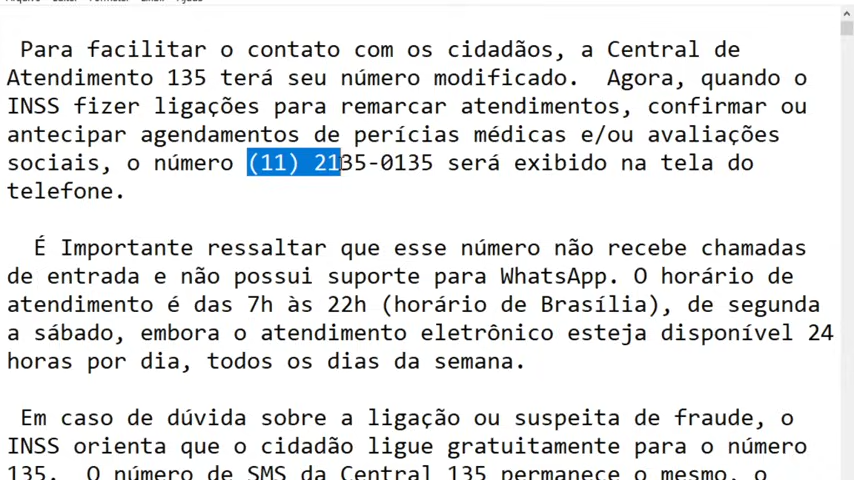 Para facilitar o contato com os cidadãos, a Central de
Atendimento 135 terá seu número modificado.  Agora, quando o
INSS fizer ligações para remarcar atendimentos, confirmar ou
antecipar agendamentos de perícias médicas e/ou avaliações
sociais, o número (11) 2135-0135 será exibido na tela do
telefone.
É Importante ressaltar que esse número não recebe chamadas
de entrada e não possui suporte para WhatsApp. O horário de
atendimento é das 7h às 22h (horário de Brasília), de segunda
a sábado, embora o atendimento eletrônico esteja disponível 24
horas por dia, todos os dias da semana.
Em caso de dúvida sobre a ligação ou suspeita de fraude, o
INSS orienta que o cidadão ligue gratuitamente para o número
135.  O número de SMS da Central 135 permanece o mesmo, o